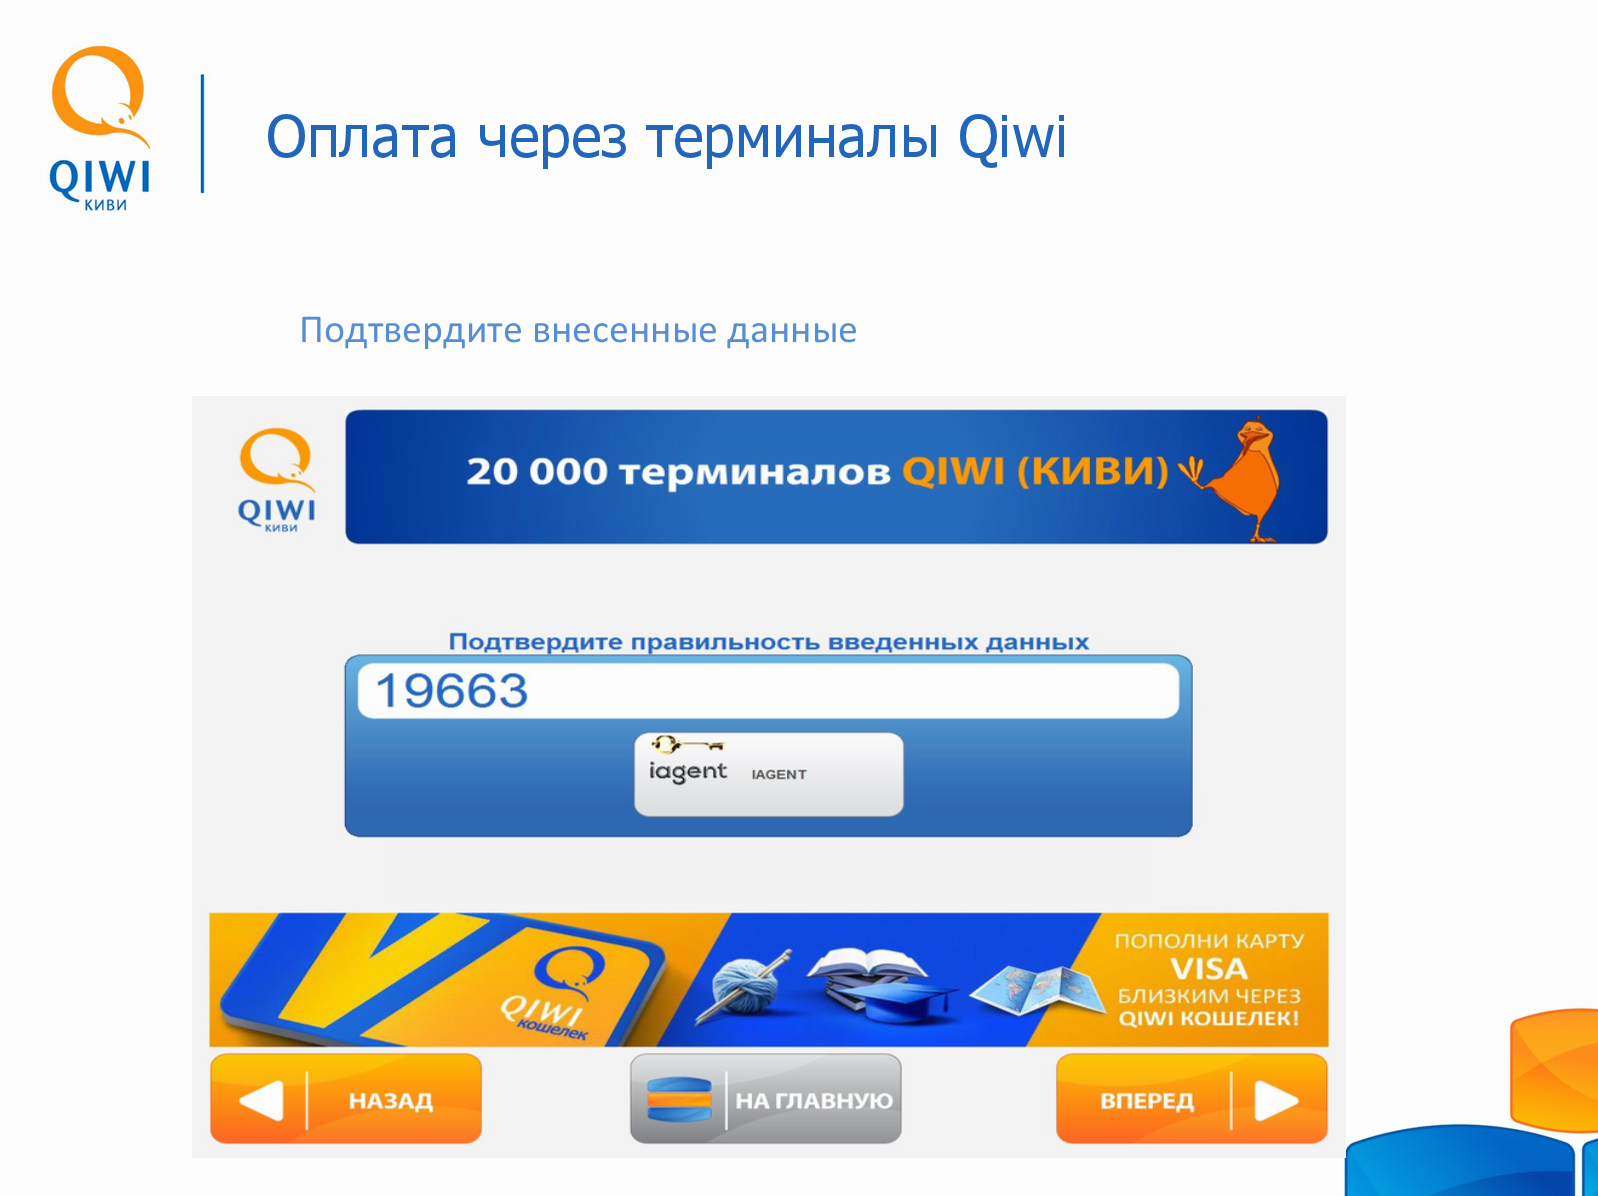 QIWI
КИВИ
Оплата через терминалы Qiwi
Подтвердите внесенные данные
QIWI
КИВИ
20 000 терминалов QIWI (КИВИ)
Подтвердите правильность введенных данных
19663
iagent IAGENT
QIWI
кошелек
ПОПОЛНИ КАРТУ
VISA
БЛИЗКИМ ЧЕРЕЗ
QIWI КОШЕЛЕК!
НАЗАД
НА ГЛАВНУЮ
ВПЕРЕД